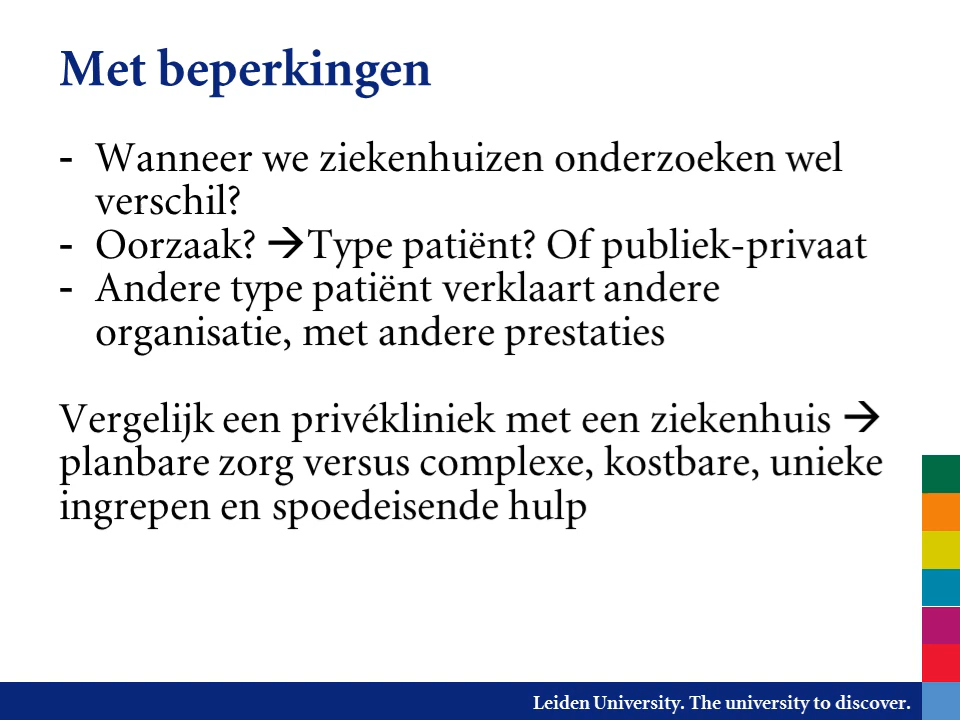 Met beperkingen
- Wanneer we ziekenhuizen onderzoeken wel
verschil?
- Oorzaak? →Type patiënt? Of publiek-privaat
- Andere type patiënt verklaart andere
organisatie, met andere prestaties
Vergelijk een privékliniek met een ziekenhuis →
planbare zorg versus complexe, kostbare, unieke
ingrepen en spoedeisende hulp
Leiden University. The university to discover.